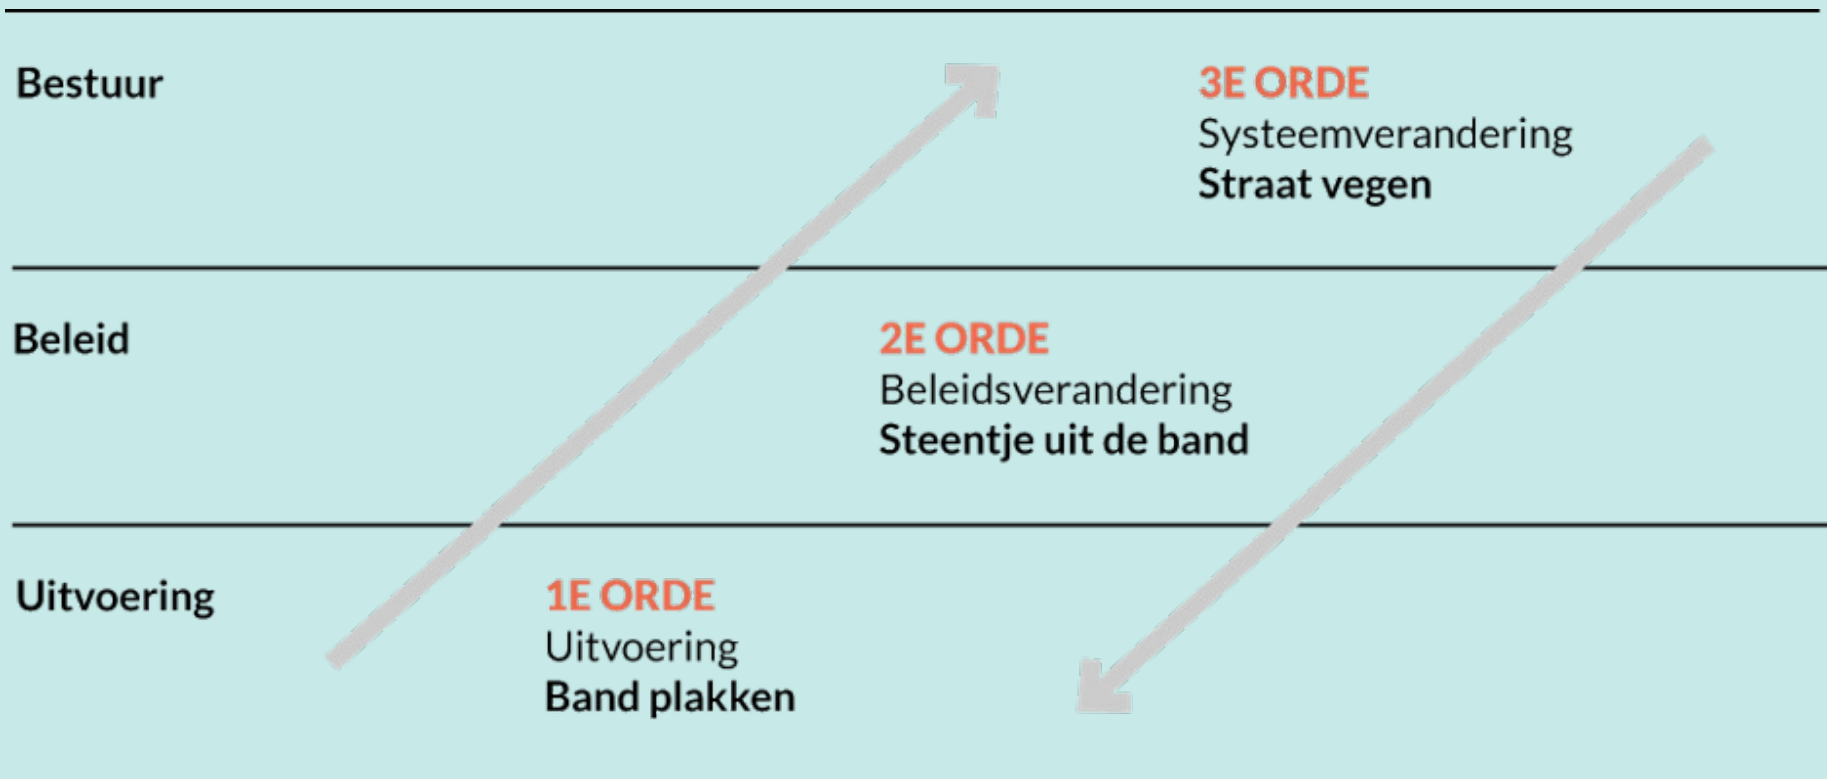 Bestuur
3E ORDE
Systeemverandering
Straat vegen
Beleid
2E ORDE
Beleidsverandering
Steentje uit de band
Uitvoering
1E ORDE
Uitvoering
Band plakken